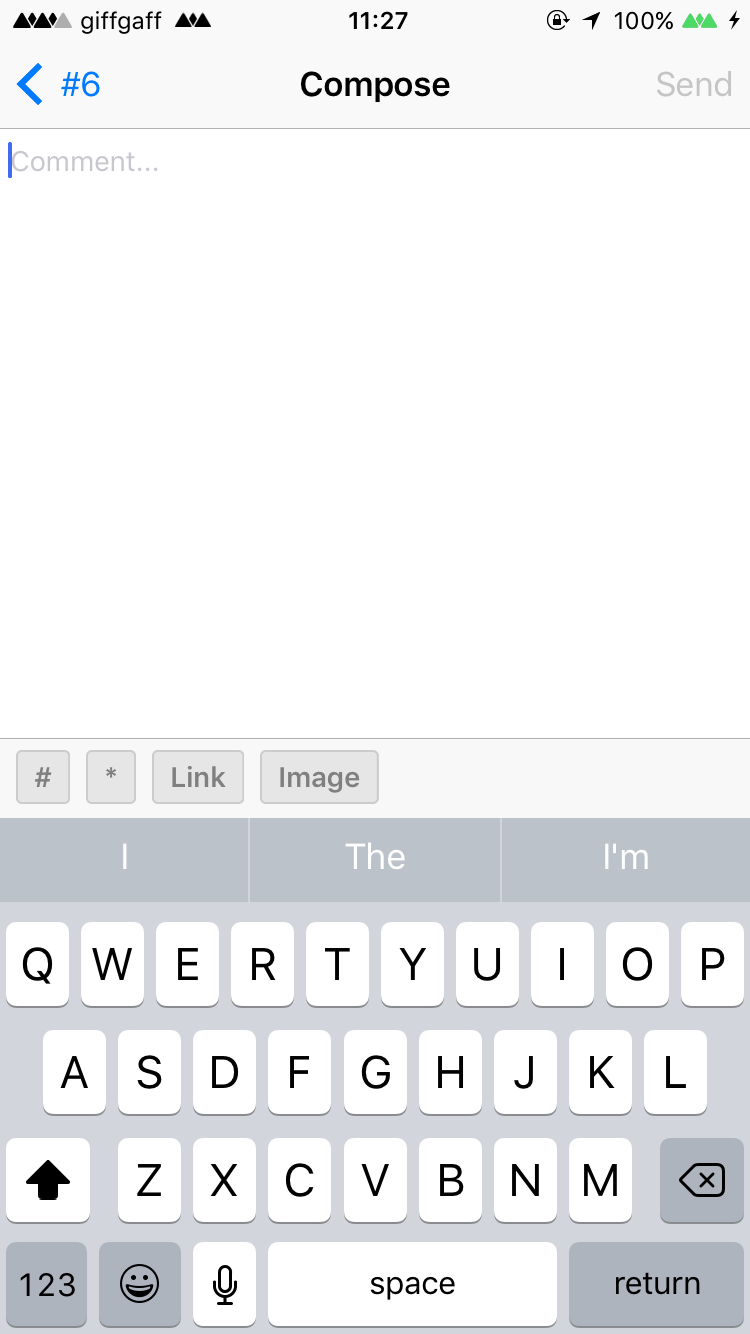 giffgaff 11:27 100%
#6 Compose Send
Comment...
# * Link Image
I The I'm
Q W E R T Y U I O P
A S D F G H J K L
Z X C V B N M
123 space return